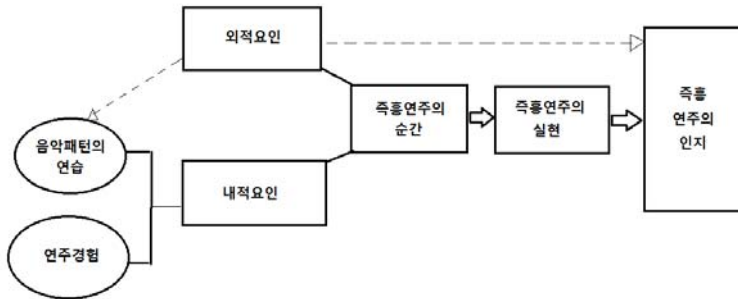 외적요인
즉흥연주의
순간
즉흥연주의
실현
즉흥
연주의
인지
음악패턴의
연습
내적요인
연주경험